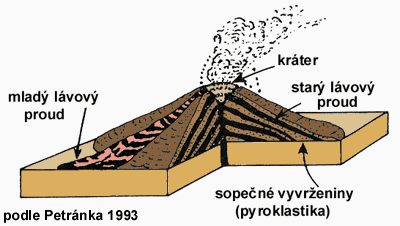 kráter
mladý lávový
proud
starý lávový
proud
sopečné vyvrženiny
(pyroklastika)
podle Petránka 1993